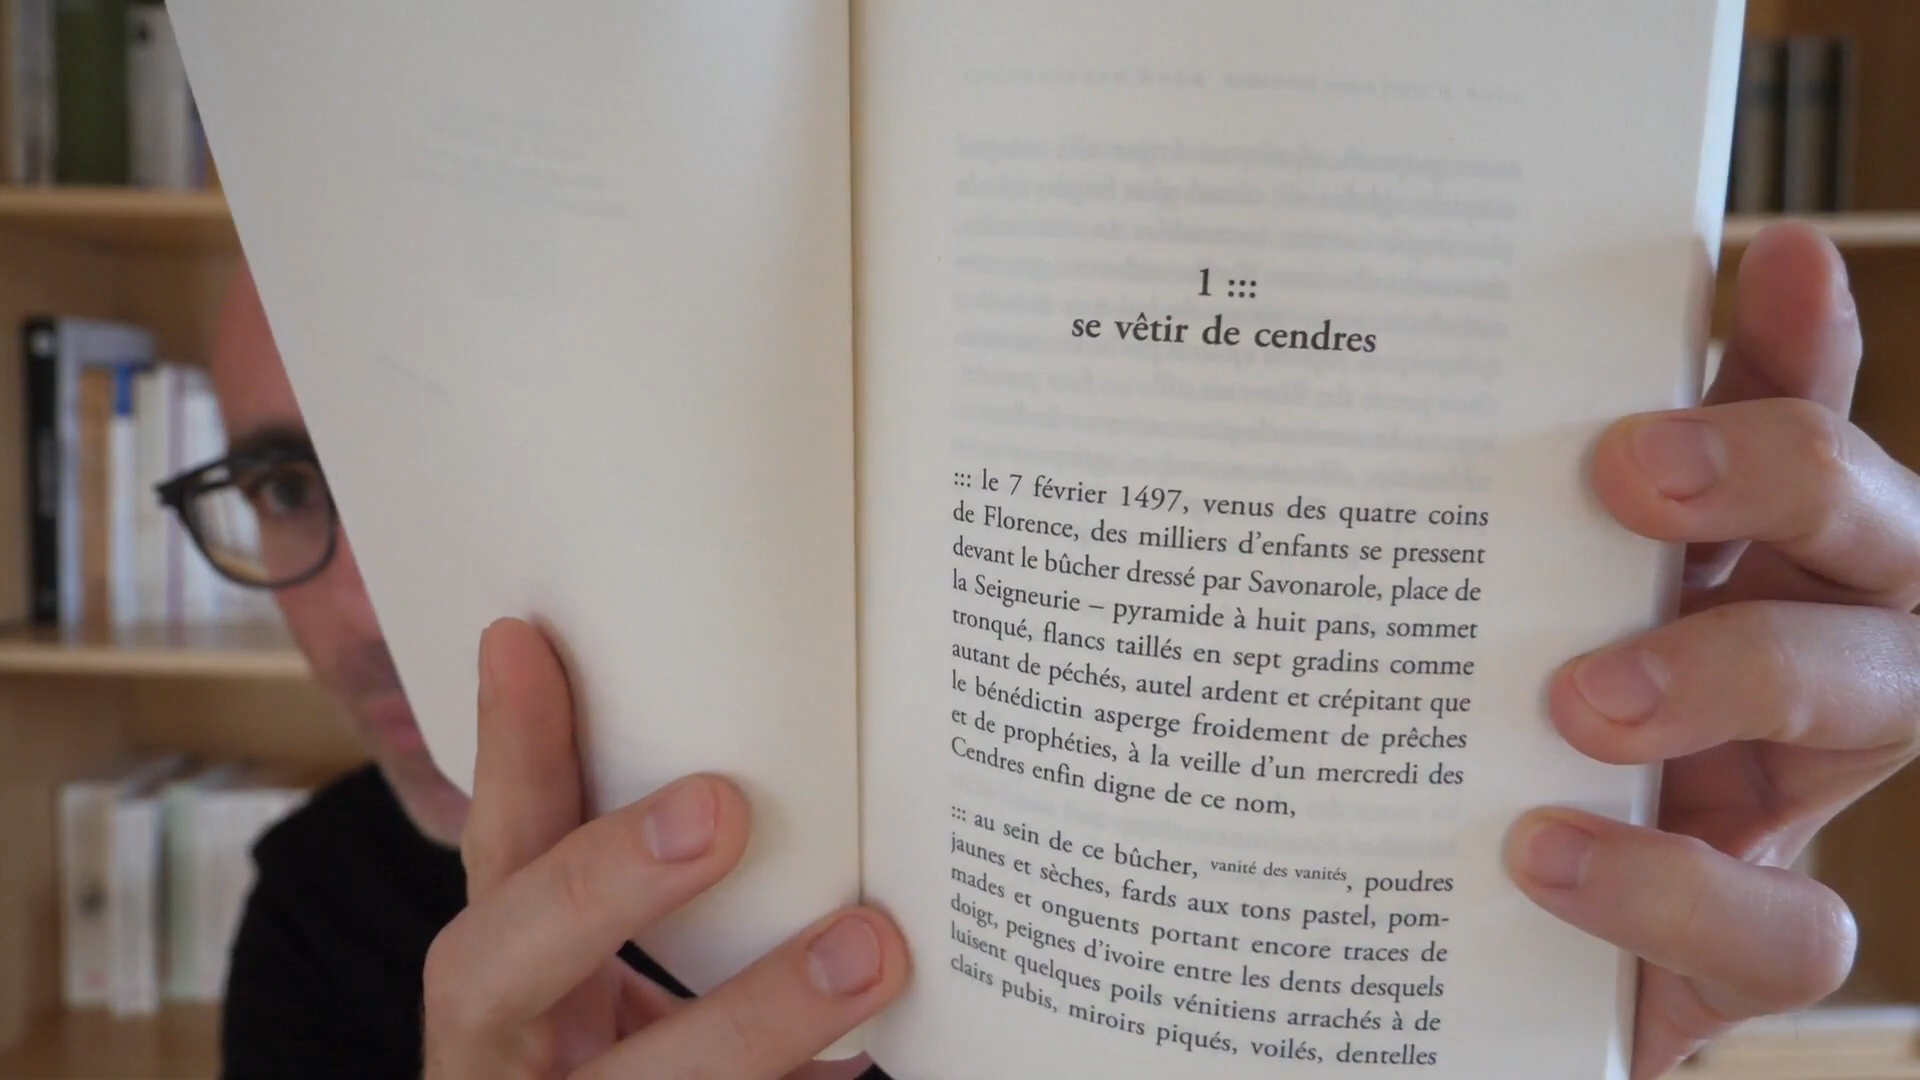 1 :::
se vêtir de cendres
::: le 7 février 1497, venus des quatre coins
de Florence, des milliers d’enfants se pressent
devant le bûcher dressé par Savonarole, place de
la Seigneurie – pyramide à huit pans, sommet
tronqué, flancs taillés en sept gradins comme
autant de péchés, autel ardent et crépitant que
le bénédictin asperge froidement de prêches
et de prophéties, à la veille d’un mercredi des
Cendres enfin digne de ce nom,
::: au sein de ce bûcher, vanité des vanités, poudres
jaunes et sèches, fards aux tons pastel, pom-
mades et onguents portant encore traces de
doigt, peignes d’ivoire entre les dents desquels
luisent quelques poils vénitiens arrachés à de
clairs pubis, miroirs piqués, voilés, dentelles